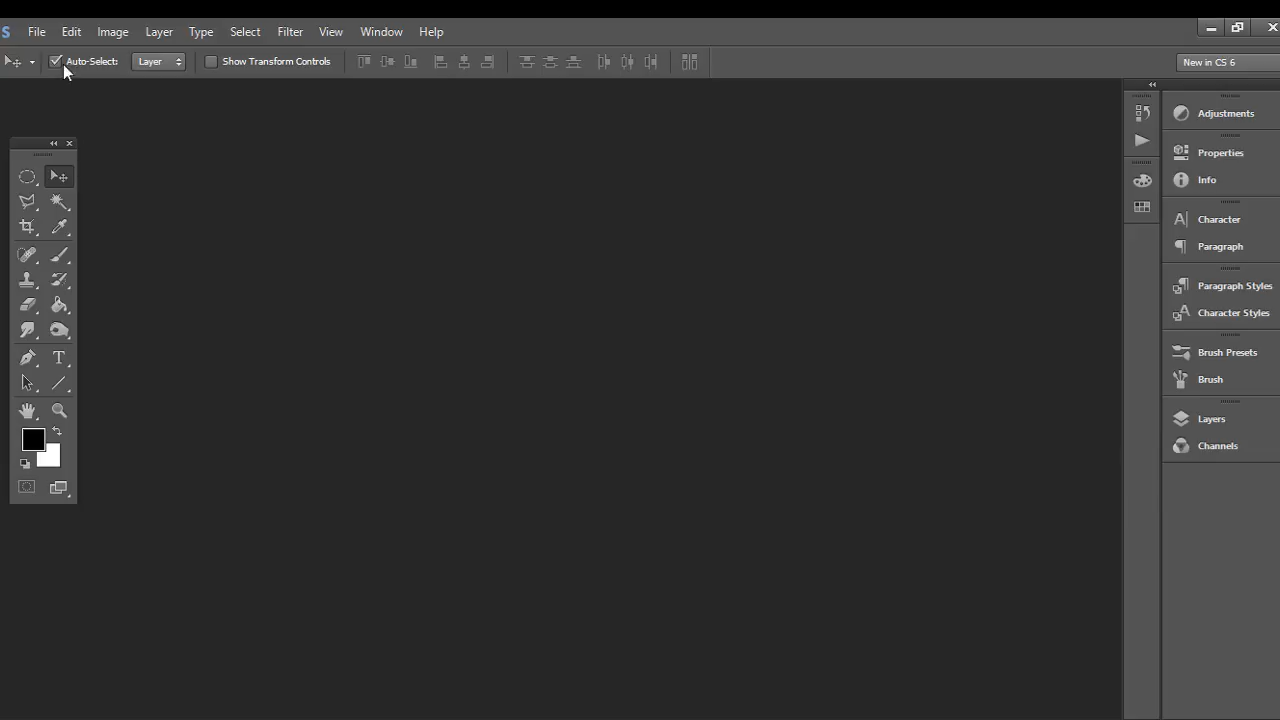 S File Edit Image Layer Type Select Filter View Window Help
Auto-Select: Layer Show Transform Controls New in CS 6
Adjustments
Properties
Info
Character
Paragraph
Paragraph Styles
Character Styles
Brush Presets
Brush
Layers
Channels